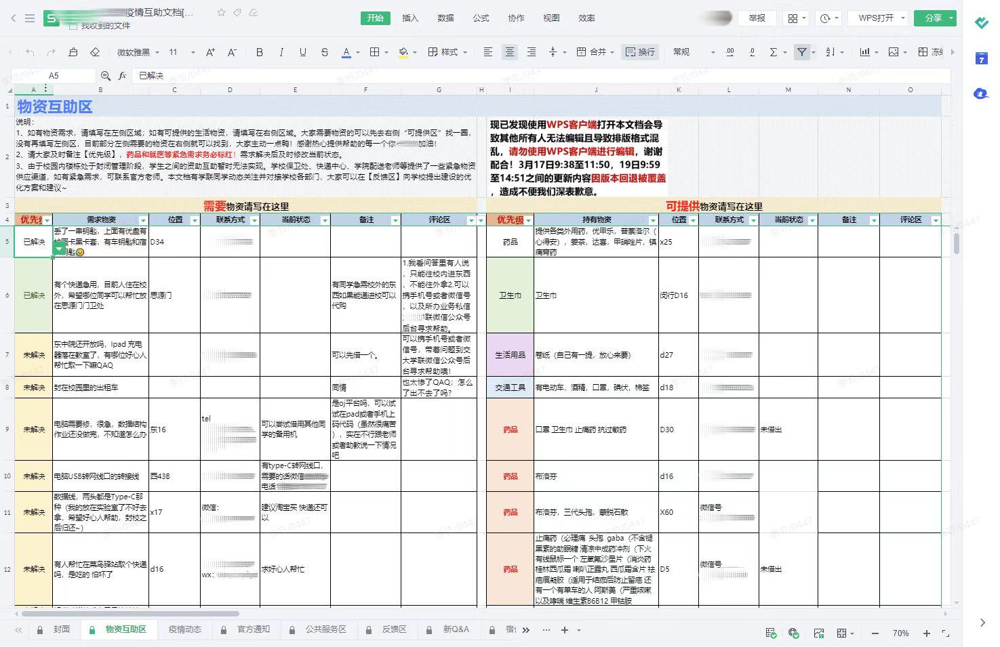 疫情互助文档[...
我收到的文件
开始 插入 数据 公式 协作 视图 效率
举报 WPS打开 分享
微软雅黑 11 A⁺ A⁻ B I U S A 样式 合并 换行 常规 冻结
A5 fx 已解决
A B C D E F G H I J K L M N O
1 物资互助区
2
说明:
1、如有物资需求，请填写在左侧区域；如有可提供的生活物资，请填写在右侧区域。大家需要物资的可以先去右侧“可提供区”找一圈，
没有再填写左侧区，目前部分左侧需要的物资在右侧就可以找到，大家主动一点鸭！感谢热心提供帮助的每一个你
加油！
2、请大家及时备注【优先级】，药品和就医等紧急需求务必标红！需求解决后及时修改当前状态。
3、由于校园内楼栋处于封闭管理阶段，学生之间的资助互助暂时无法实现。学校保卫处、快递中心、学院配送老师等提供了一些紧急物资
供应渠道，如有紧急需求，可联系官方老师。本文档有学联同学动态关注并对接学校各部门，大家可以在【反馈区】向学校提出建设的优
化方案和建议~
现已发现使用WPS客户端打开本文档会导
致其他所有人无法编辑且导致排版格式混
乱，请勿使用WPS客户端进行编辑，谢谢
配合！3月17日9:38至11:50，19日9:59
至14:51之间的更新内容因版本回退被覆盖
，造成不便我们深表歉意。
3 需要物资请写在这里 可提供物资请写在这里
4 优先级 需求物资 位置 联系方式 当前状态 备注 评论区 优先级 持有物资 位置 联系方式 当前状态 备注 评论区
5 已解决
丢了一串钥匙，上面有优盘有
园卡黑卡套，有车钥匙和宿
钥匙
D34
药品
提供各类外用药，优甲乐，普萘洛尔（
心得安），姜茶，达喜，甲硝唑片，镇
痛育药
x25
6 已解决
有个快递急用，目前人住在校
外，希望哪位同学可以帮忙放
在思源门门卫处
思源门
有同学急需校外的东
西如果能递进校可以
代购
1.我看问答里有人说
，只能往校内进东西
，不能往外拿2.可以
携手机号或者微信号
，以及所办业务私信
联微信公众号
后台寻求帮助。
卫生巾
卫生巾
闵行D16
7 未解决
东中院还开放吗，Ipad 充电
器落在教室了，有哪位好心人
帮忙取一下嘛QAQ
可以先借一个。
可以携手机号或者微
信号，带着问题到交
大学联微信公众号后
台寻求帮助噢！
生活用品
卷纸（自己有一提，放心来要）
d27
8 未解决
封在校园里的出租车
同情
也太惨了QAQ；怎么
了出不去了吗？
交通工具
有电动车，酒精，口罩，碘伏，棉签
d18
9 未解决
电脑需要修，很急，数据结构
作业还没做完，不知道怎么办
东16
tel
可以尝试借用其他同
学的备用机
是oj平台吗，可以试
试在pad或者手机上
码代码（虽然很痛苦
），实在不行跟老师
或者助教说一下情况
吧
药品
口罩 卫生巾 止痛药 抗过敏药
D30
未借出
10 未解决
电脑USB转网线口的转接线
西43B
有type-C转网线口，
需要的话微信
电话
药品
布洛芬
d16
11 未解决
数据线，两头都是Type-C那
种（我的放在实验室了不好去
拿，希望好心人帮助，封校之
后归还~）
x17
微信:
建议淘宝买 快递还可
以
药品
布洛芬，三代头孢，蒙脱石散
X60
微信号
:
12 未解决
有人帮忙在菜鸟驿站取个快递
吗，是吃的 怕坏了
d16
wx:
求好心人帮忙
药品
止痛药（必理痛 头孢 gaba（不含褪
黑素的助眠糖 清凉中成药冲剂（下火
有线鼠标一个 左氧氟沙星片（消炎药
桂林西瓜霜 喇叭正露丸 西瓜霜含片 祛
疤痕凝胶（适用于结痂后防止留疤 还
有一个有单车的人 阿斯美（严重咳嗽
以及哮喘 维生素B6B12 甲钴胺
D5
微信号
未借出
封面 物资互助区 疫情动态 官方通知 公共服务区 反馈区 新Q&A 宿
70%
季节/0447